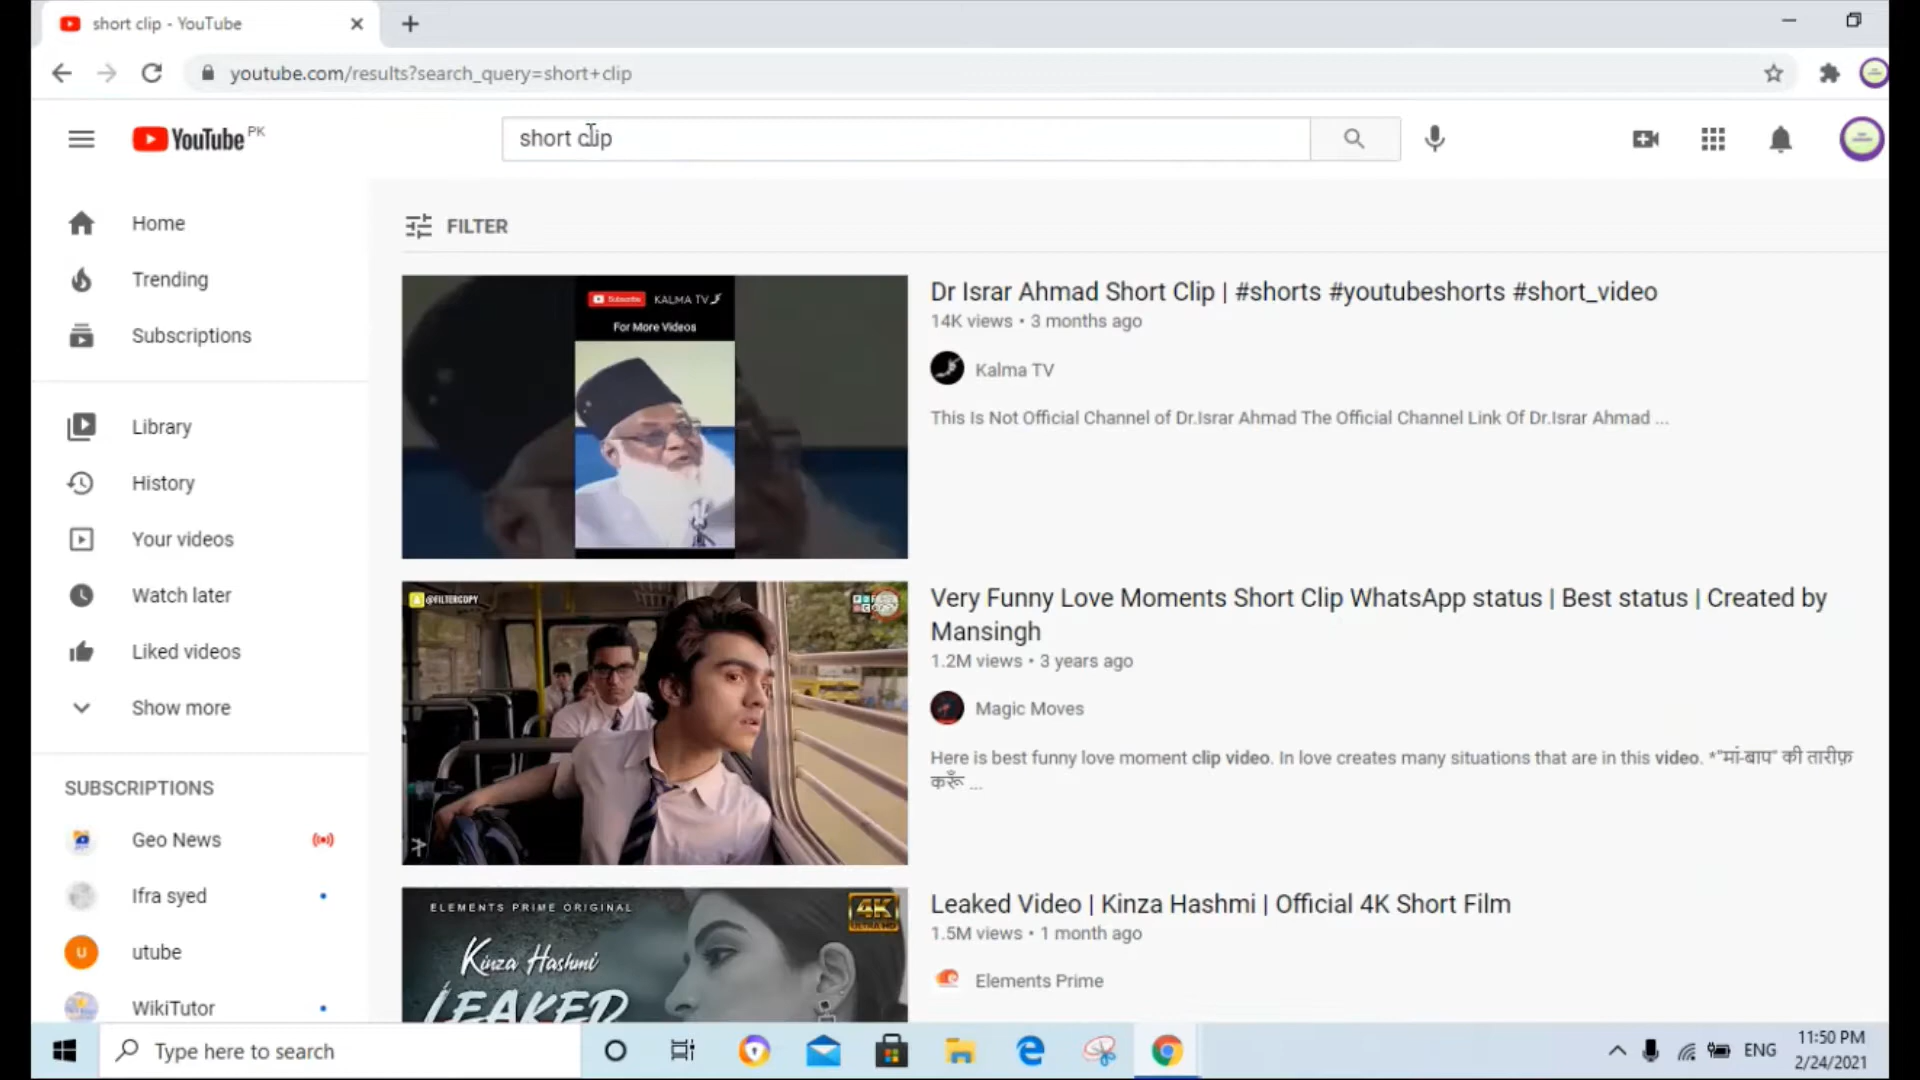 short clip - YouTube
youtube.com/results?search_query=short+clip
YouTube PK
short clip
Home
Trending
Subscriptions
Library
History
Your videos
Watch later
Liked videos
Show more
SUBSCRIPTIONS
Geo News
Ifra syed
U
utube
WikiTutor
FILTER
Subscribe KALMA TV
For More Videos
Dr Israr Ahmad Short Clip | #shorts #youtubeshorts #short_video
14K views • 3 months ago
Kalma TV
This Is Not Official Channel of Dr.Israr Ahmad The Official Channel Link Of Dr.Israr Ahmad ...
@FILTERCOPY
Very Funny Love Moments Short Clip WhatsApp status | Best status | Created by
Mansingh
1.2M views • 3 years ago
Magic Moves
Here is best funny love moment clip video. In love creates many situations that are in this video. *"मां-बाप" की तारीफ़
करूँ ...
ELEMENTS PRIME ORIGINAL
4K
ULTRA HD
Kinza Hashmi
LEAKED
Leaked Video | Kinza Hashmi | Official 4K Short Film
1.5M views • 1 month ago
Elements Prime
Type here to search
ENG
11:50 PM
2/24/2021